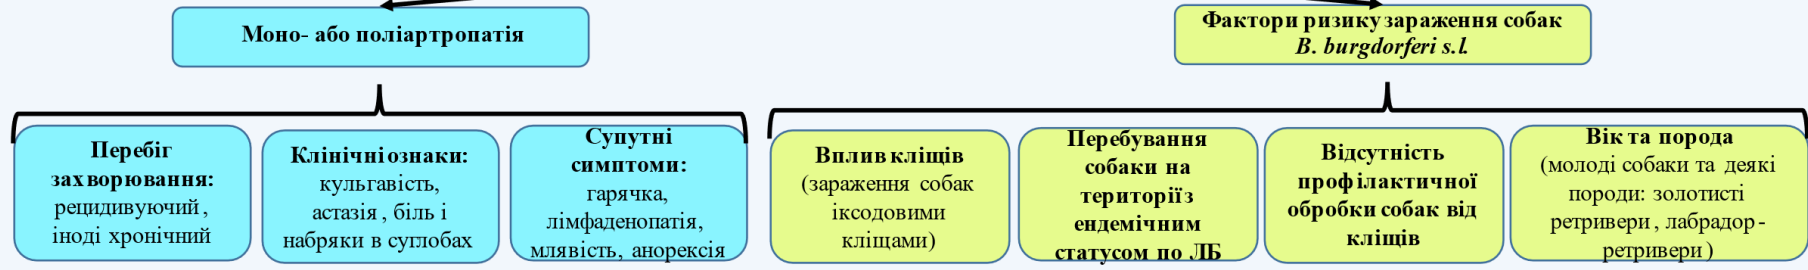 Моно- або поліартропатія
Фактори ризику зараження собак
B. burgdorferi s.l.
Перебіг
захворювання:
рецидивуючий,
іноді хронічний
Клінічні ознаки:
кульгавість,
астазія, біль і
набряки в суглобах
Супутні
симптоми:
гарячка,
лімфаденопатія,
млявість, анорексія
Вплив кліщів
(зараження собак
іксодовими
кліщами)
Перебування
собаки на
території з
ендемічним
статусом по ЛБ
Відсутність
профілактичної
обробки собак від
кліщів
Вік та порода
(молоді собаки та деякі
породи: золотисті
ретривери, лабрадор-
ретривери)